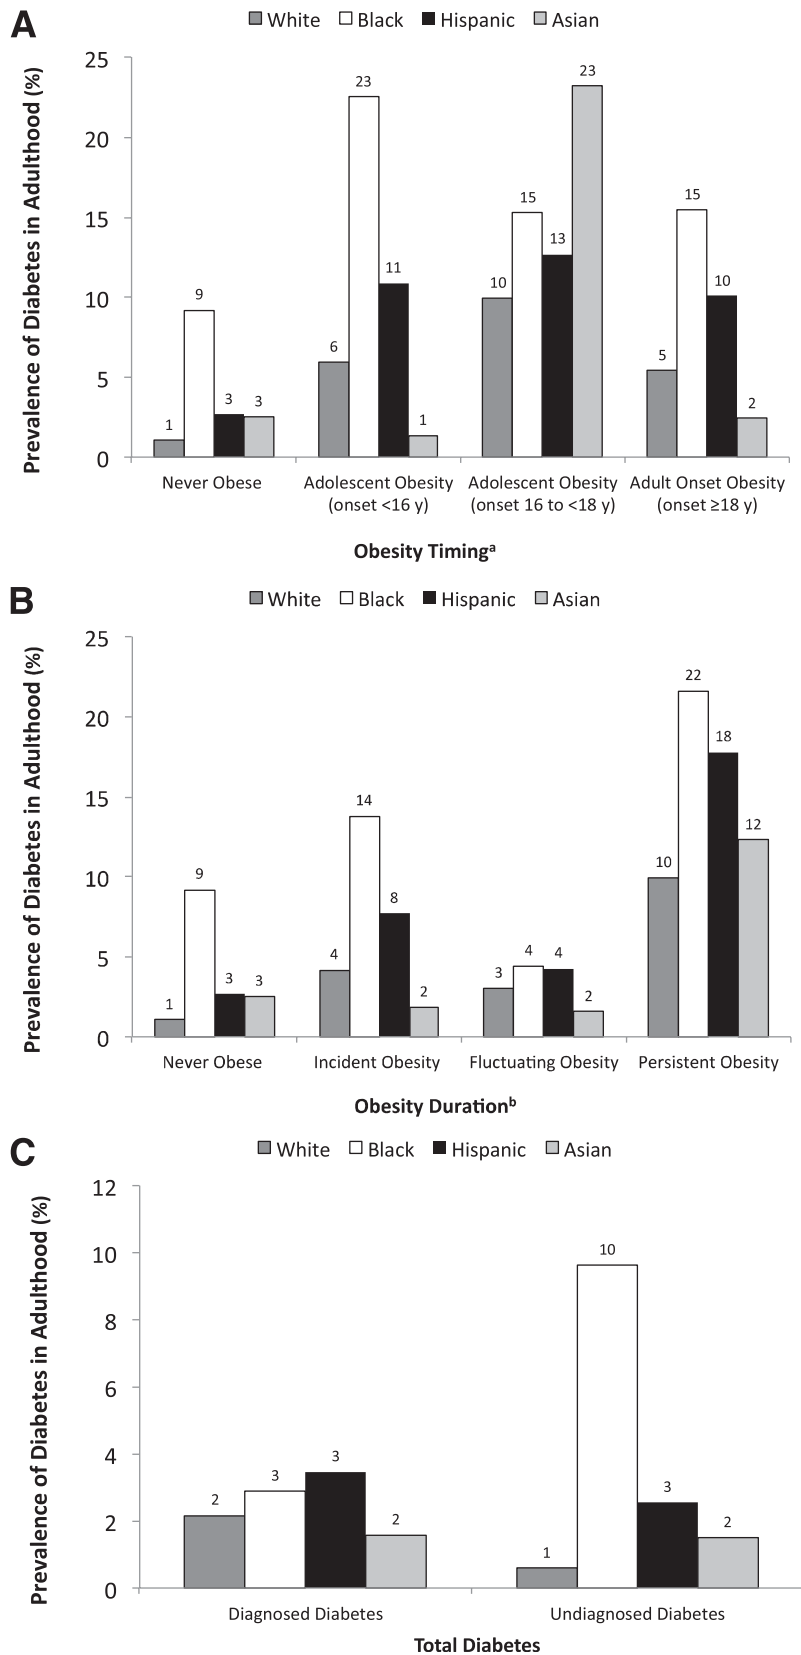 A
White Black Hispanic Asian
Prevalence of Diabetes in Adulthood (%)
25
20
15
10
5
0
1 9 3 3
6 23 11 1
10 15 13 23
5 15 10 2
Never Obese
Adolescent Obesity
(onset <16 y)
Adolescent Obesity
(onset 16 to <18 y)
Adult Onset Obesity
(onset ≥18 y)
Obesity Timingᵃ
B
White Black Hispanic Asian
Prevalence of Diabetes in Adulthood (%)
25
20
15
10
5
0
1 9 3 3
4 14 8 2
3 4 4 2
10 22 18 12
Never Obese
Incident Obesity
Fluctuating Obesity
Persistent Obesity
Obesity Durationᵇ
C
White Black Hispanic Asian
Prevalence of Diabetes in Adulthood (%)
12
10
8
6
4
2
0
2 3 3 2
1 10 3 2
Diagnosed Diabetes
Undiagnosed Diabetes
Total Diabetes